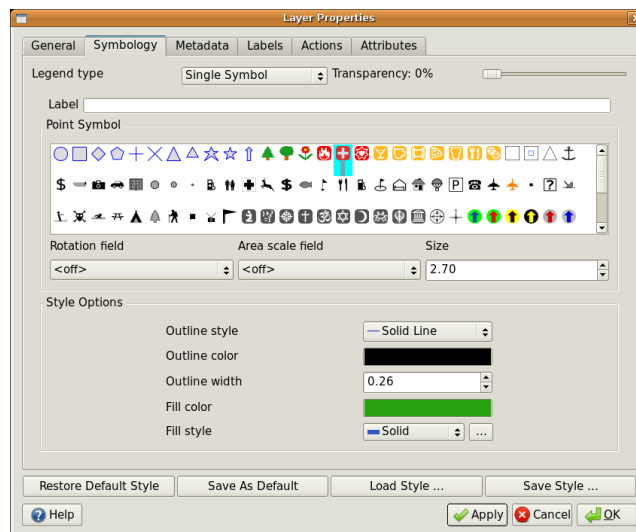 Layer Properties
General Symbology Metadata Labels Actions Attributes
Legend type Single Symbol Transparency: 0%
Label
Point Symbol
Rotation field Area scale field Size
<off> <off> 2.70
Style Options
Outline style Solid Line
Outline color
Outline width 0.26
Fill color
Fill style Solid ...
Restore Default Style Save As Default Load Style ... Save Style ...
Help Apply Cancel OK